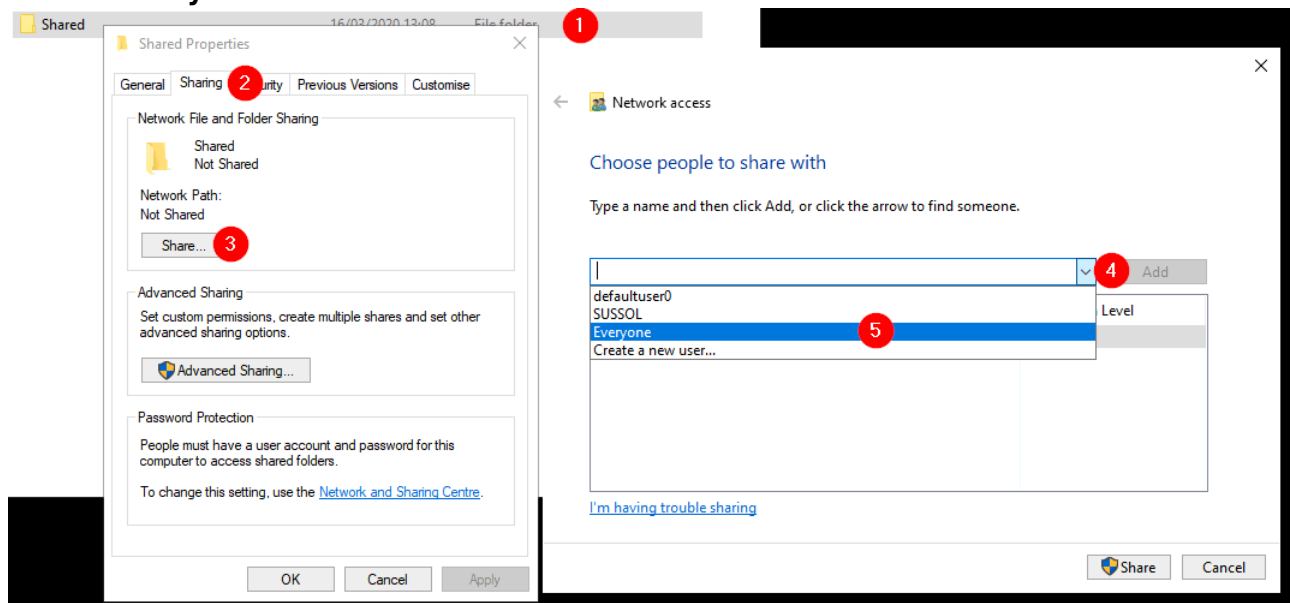 Shared 16/03/2020 13:08 File folder 1
Shared Properties
General Sharing 2 Previous Versions Customise
Network File and Folder Sharing
Shared
Not Shared
Network Path:
Not Shared
Share... 3
Advanced Sharing
Set custom permissions, create multiple shares and set other
advanced sharing options.
Advanced Sharing...
Password Protection
People must have a user account and password for this
computer to access shared folders.
To change this setting, use the Network and Sharing Centre.
OK Cancel Apply
Network access
Choose people to share with
Type a name and then click Add, or click the arrow to find someone.
4 Add
defaultuser0
SUSSOL
Everyone 5
Create a new user...
Level
I'm having trouble sharing
Share Cancel